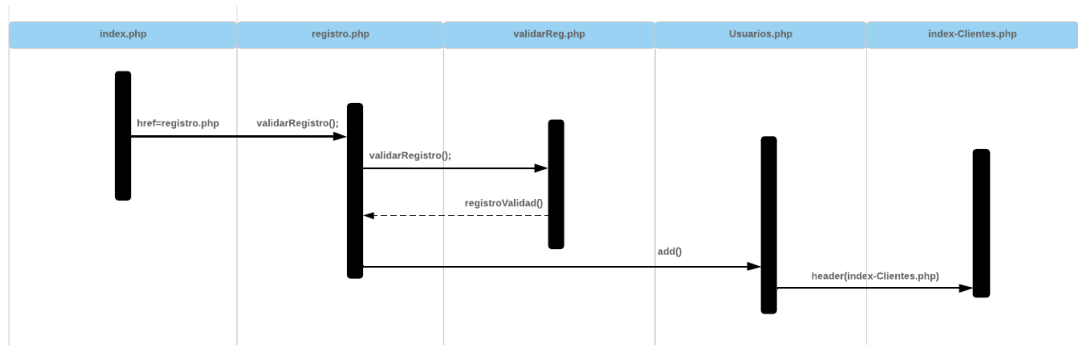 index.php registro.php validarReg.php Usuarios.php index-Clientes.php
href=registro.php validarRegistro();
validarRegistro();
registroValidad()
add()
header(index-Clientes.php)